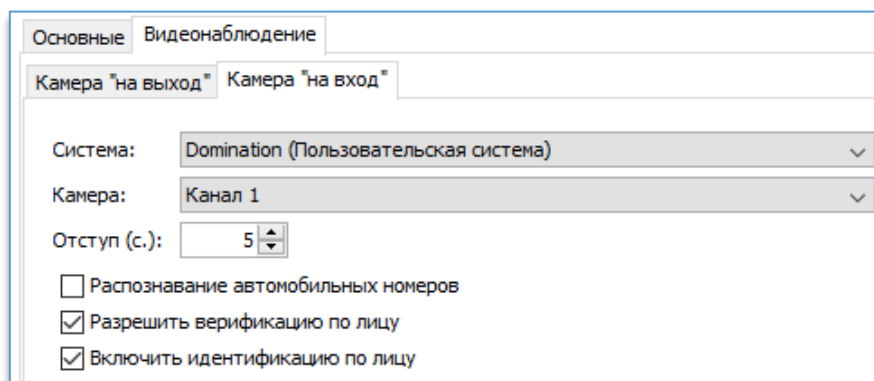 Основные Видеонаблюдение
Камера "на выход" Камера "на вход"
Система: Domination (Пользовательская система)
Камера: Канал 1
Отступ (с.): 5
Распознавание автомобильных номеров
Разрешить верификацию по лицу
Включить идентификацию по лицу